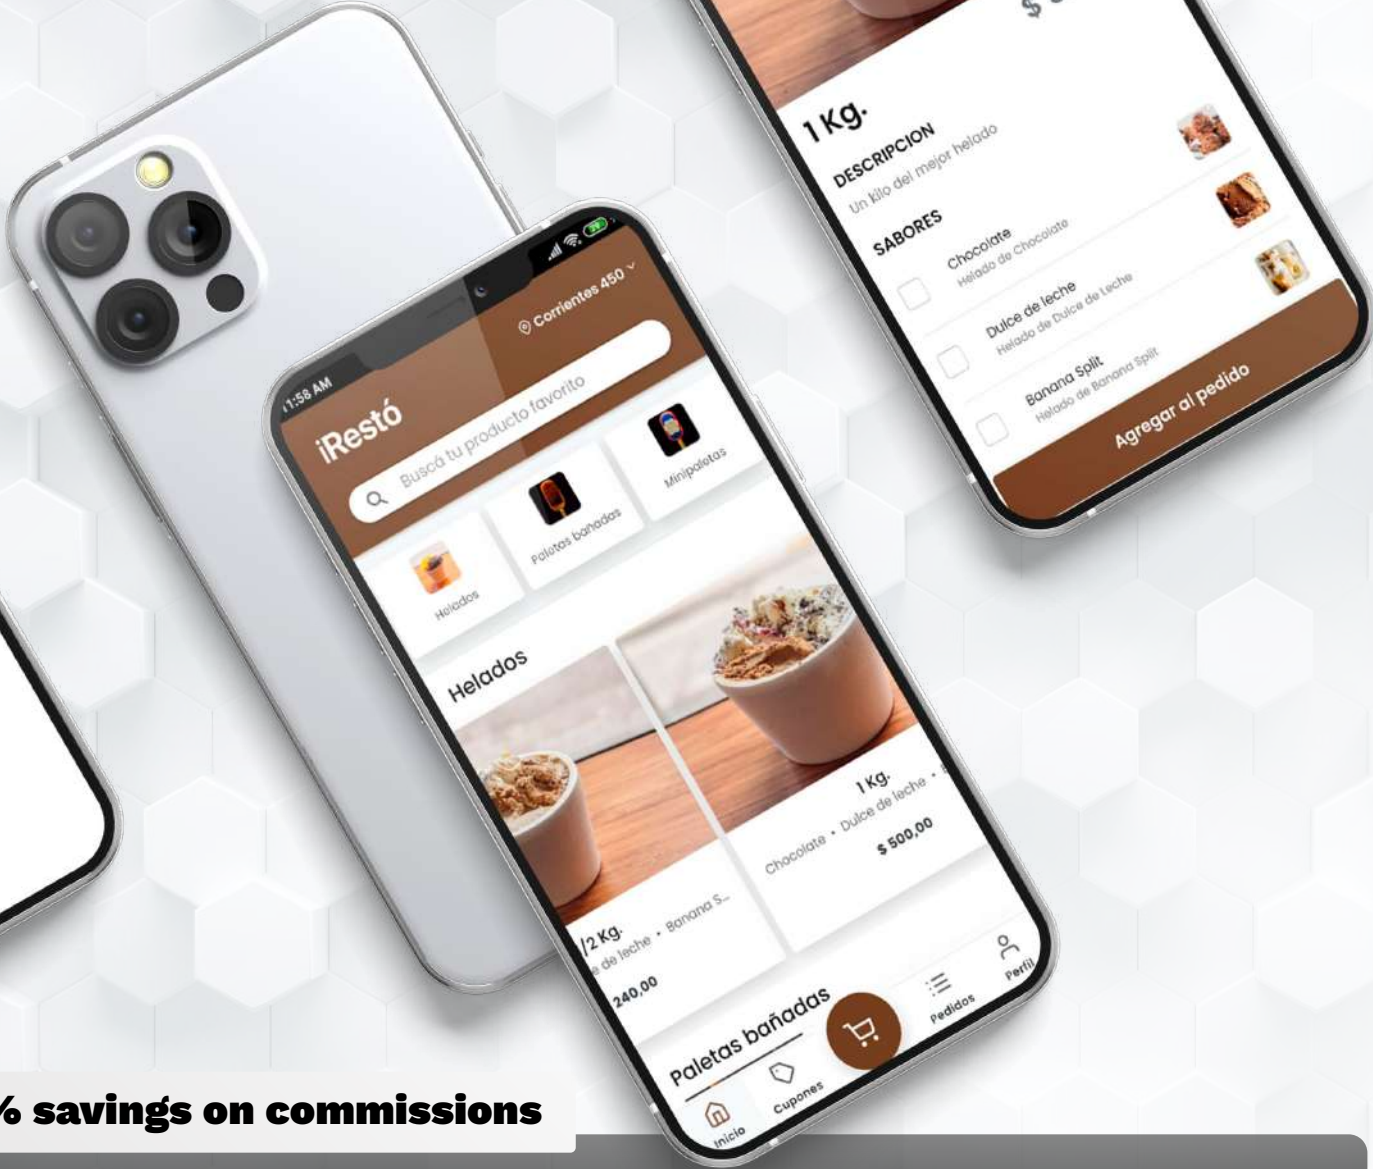 1 Kg.
DESCRIPCION
Un kilo del mejor helado
SABORES
Chocolate
Helado de Chocolate
Dulce de leche
Helado de Dulce de Leche
Banana Split
Helado de Banana Split
Agregar al pedido
1:58 AM
Corrientes 450
iRestó
Buscá tu producto favorito
Helados
Paletas bañadas
Minipaletas
Helados
/2 Kg.
e de leche • Banana S...
240,00
1 Kg.
Chocolate • Dulce de leche •
$ 500,00
Paletas bañadas
Inicio
Cupones
Pedidos
Perfil
% savings on commissions